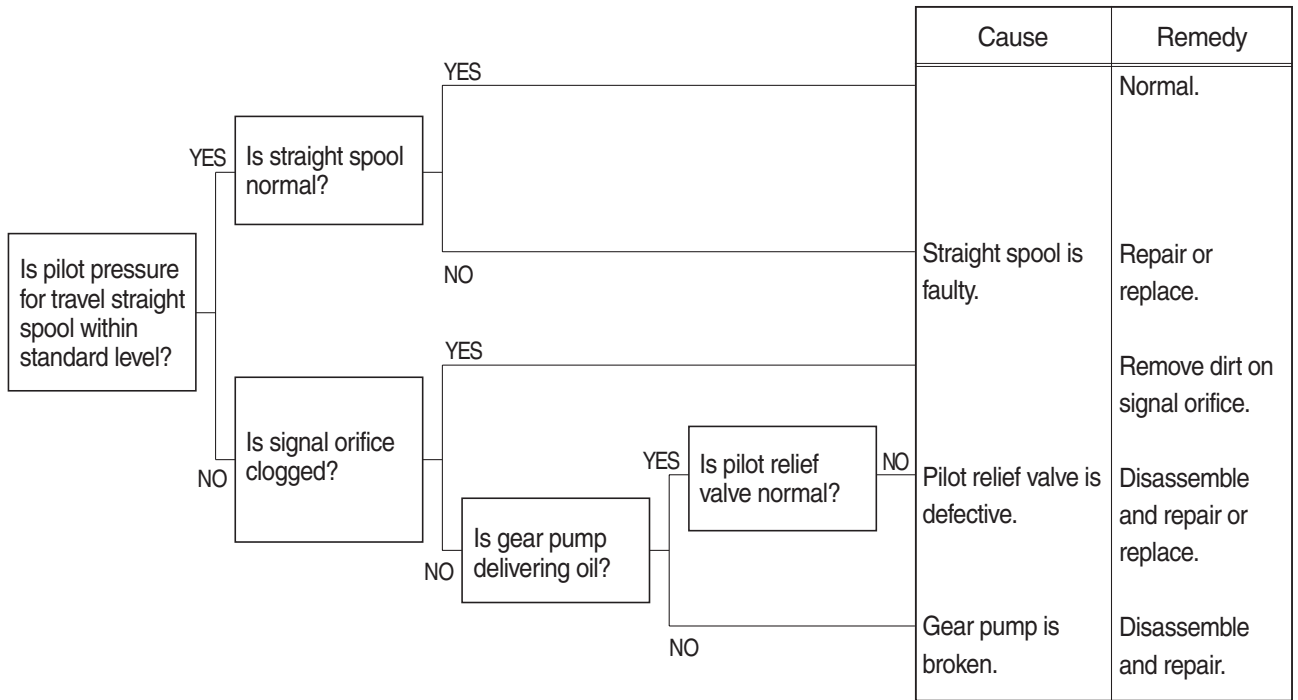 Cause
Remedy
YES
Normal.
YES
Is straight spool
normal?
NO
Straight spool is
faulty.
Repair or
replace.
Is pilot pressure
for travel straight
spool within
standard level?
YES
Remove dirt on
signal orifice.
NO
Is signal orifice
clogged?
YES
Is pilot relief
valve normal?
NO
Pilot relief valve is
defective.
Disassemble
and repair or
replace.
NO
Is gear pump
delivering oil?
NO
Gear pump is
broken.
Disassemble
and repair.